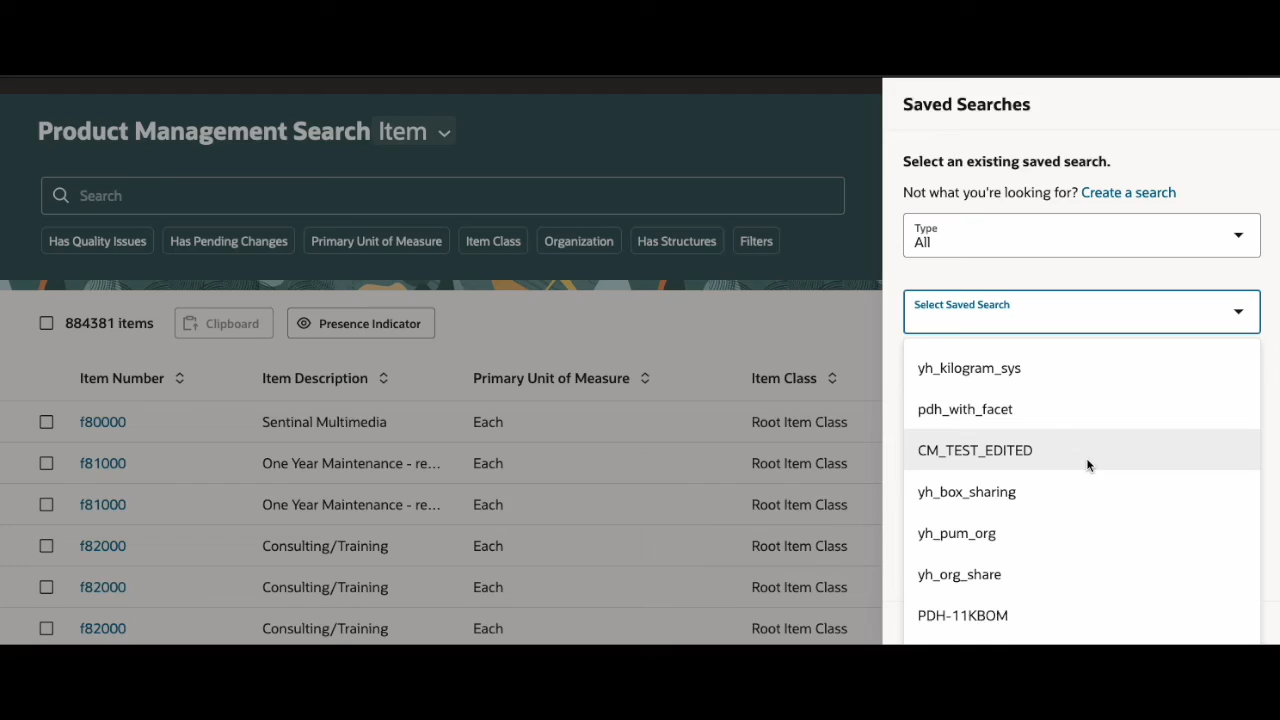 Product Management Search Item
Search
Has Quality Issues Has Pending Changes Primary Unit of Measure Item Class Organization Has Structures Filters
884381 items Clipboard Presence Indicator
Item Number Item Description Primary Unit of Measure Item Class
f80000 Sentinal Multimedia Each Root Item Class
f81000 One Year Maintenance - re... Each Root Item Class
f81000 One Year Maintenance - re... Each Root Item Class
f82000 Consulting/Training Each Root Item Class
f82000 Consulting/Training Each Root Item Class
f82000 Consulting/Training Each Root Item Class
Saved Searches
Select an existing saved search.
Not what you're looking for? Create a search
Type
All
Select Saved Search
yh_kilogram_sys
pdh_with_facet
CM_TEST_EDITED
yh_box_sharing
yh_pum_org
yh_org_share
PDH-11KBOM